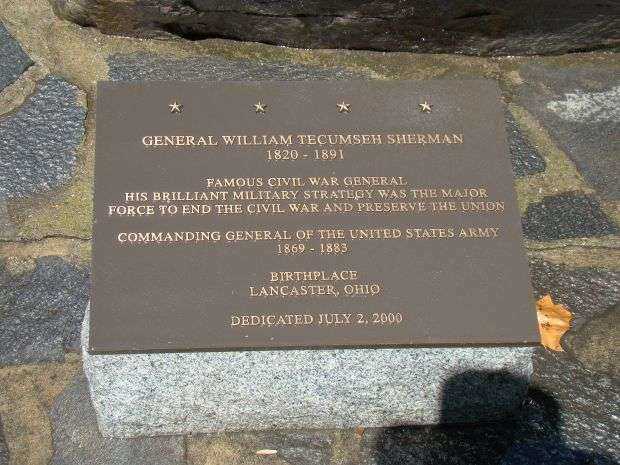 GENERAL WILLIAM TECUMSEH SHERMAN
1820 - 1891
FAMOUS CIVIL WAR GENERAL
HIS BRILLIANT MILITARY STRATEGY WAS THE MAJOR
FORCE TO END THE CIVIL WAR AND PRESERVE THE UNION
COMMANDING GENERAL OF THE UNITED STATES ARMY
1869 - 1883
BIRTHPLACE
LANCASTER, OHIO
DEDICATED JULY 2, 2000